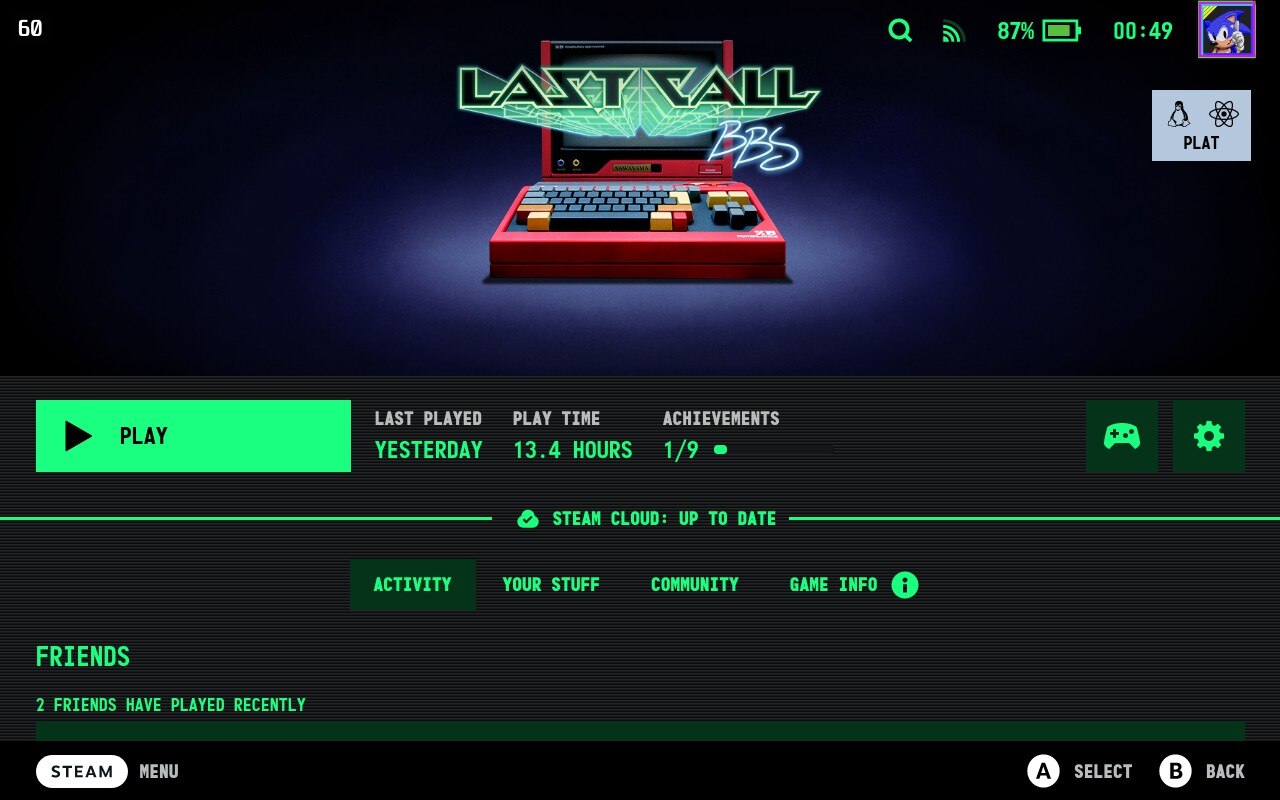 60
87%
00:49
LAST CALL
BBS
SAWAYAMA
X5
PLAT
PLAY
LAST PLAYED
YESTERDAY
PLAY TIME
13.4 HOURS
ACHIEVEMENTS
1/9
STEAM CLOUD: UP TO DATE
ACTIVITY
YOUR STUFF
COMMUNITY
GAME INFO
FRIENDS
2 FRIENDS HAVE PLAYED RECENTLY
STEAM
MENU
A
SELECT
B
BACK